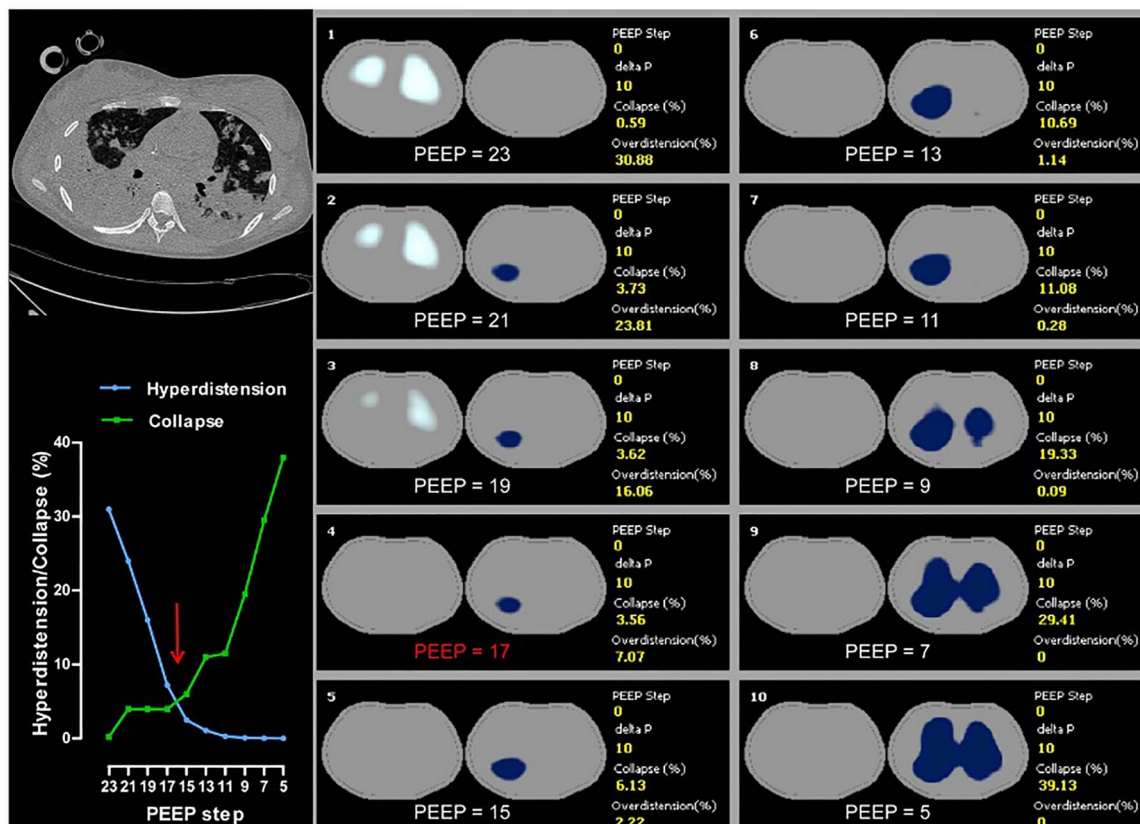 1
PEEP Step
0
delta P
10
Collapse (%)
0.59
Overdistension(%)
30.88
PEEP = 23
2
PEEP Step
0
delta P
10
Collapse (%)
3.73
Overdistension(%)
23.81
PEEP = 21
3
PEEP Step
0
delta P
10
Collapse (%)
3.62
Overdistension(%)
16.06
PEEP = 19
4
PEEP Step
0
delta P
10
Collapse (%)
3.56
Overdistension(%)
7.07
PEEP = 17
5
PEEP Step
0
delta P
10
Collapse (%)
6.13
Overdistension(%)
2.22
PEEP = 15
6
PEEP Step
0
delta P
10
Collapse (%)
10.69
Overdistension(%)
1.14
PEEP = 13
7
PEEP Step
0
delta P
10
Collapse (%)
11.08
Overdistension(%)
0.28
PEEP = 11
8
PEEP Step
0
delta P
10
Collapse (%)
19.33
Overdistension(%)
0.09
PEEP = 9
9
PEEP Step
0
delta P
10
Collapse (%)
29.41
Overdistension(%)
0
PEEP = 7
10
PEEP Step
0
delta P
10
Collapse (%)
39.13
Overdistension(%)
0
PEEP = 5
Hyperdistension
Collapse
Hyperdistension/Collapse (%)
40
30
20
10
0
23 21 19 17 15 13 11 9 7 5
PEEP step